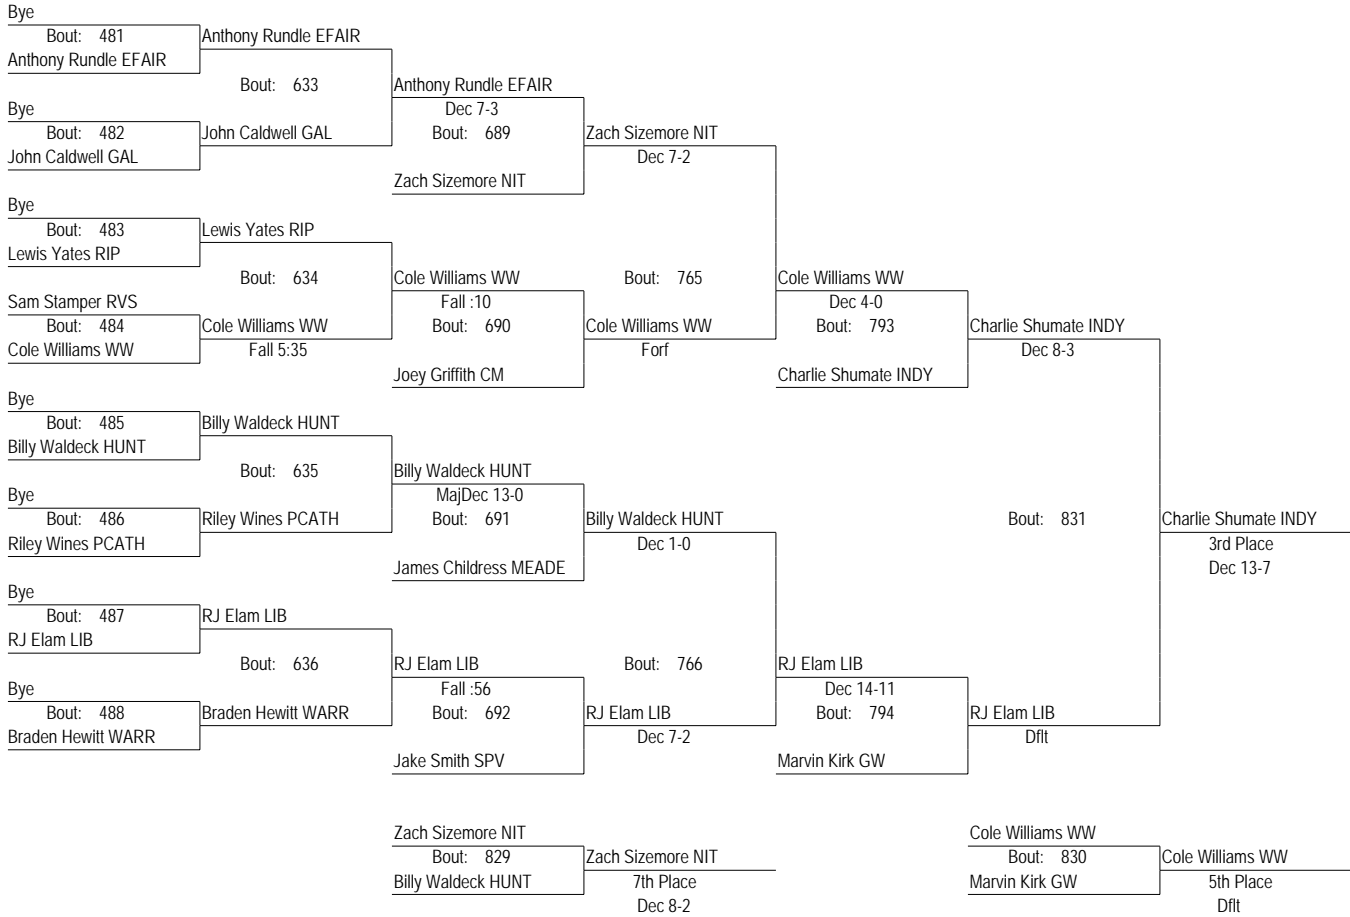 Bye
Bout: 481
Anthony Rundle EFAIR
Anthony Rundle EFAIR
Bout: 633
Bye
Bout: 482
John Caldwell GAL
John Caldwell GAL
Anthony Rundle EFAIR
Dec 7-3
Bout: 689
Zach Sizemore NIT
Zach Sizemore NIT
Dec 7-2
Bye
Bout: 483
Lewis Yates RIP
Lewis Yates RIP
Bout: 634
Sam Stamper RVS
Bout: 484
Cole Williams WW
Cole Williams WW
Fall 5:35
Cole Williams WW
Fall :10
Bout: 690
Joey Griffith CM
Bout: 765
Cole Williams WW
Forf
Cole Williams WW
Dec 4-0
Bout: 793
Charlie Shumate INDY
Charlie Shumate INDY
Dec 8-3
Bye
Bout: 485
Billy Waldeck HUNT
Billy Waldeck HUNT
Bout: 635
Bye
Bout: 486
Riley Wines PCATH
Riley Wines PCATH
Billy Waldeck HUNT
MajDec 13-0
Bout: 691
James Childress MEADE
Billy Waldeck HUNT
Dec 1-0
Bout: 831
Charlie Shumate INDY
3rd Place
Dec 13-7
Bye
Bout: 487
RJ Elam LIB
RJ Elam LIB
Bout: 636
Bye
Bout: 488
Braden Hewitt WARR
Braden Hewitt WARR
RJ Elam LIB
Fall :56
Bout: 692
Jake Smith SPV
Bout: 766
RJ Elam LIB
Dec 7-2
RJ Elam LIB
Dec 14-11
Bout: 794
Marvin Kirk GW
RJ Elam LIB
Dflt
Zach Sizemore NIT
Bout: 829
Billy Waldeck HUNT
Zach Sizemore NIT
7th Place
Dec 8-2
Cole Williams WW
Bout: 830
Marvin Kirk GW
Cole Williams WW
5th Place
Dflt